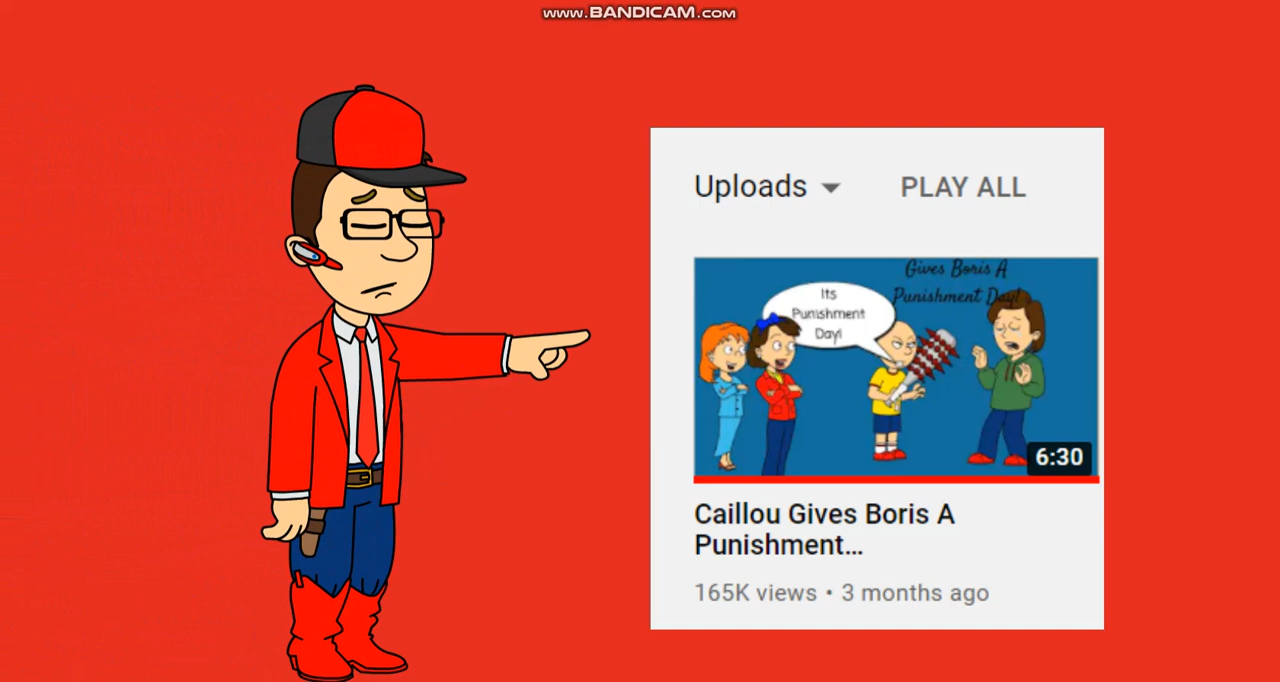 www.BANDICAM.com
Uploads
PLAY ALL
Gives Boris A
Punishment Day!
Its
Punishment
Day!
6:30
Caillou Gives Boris A
Punishment…
165K views • 3 months ago